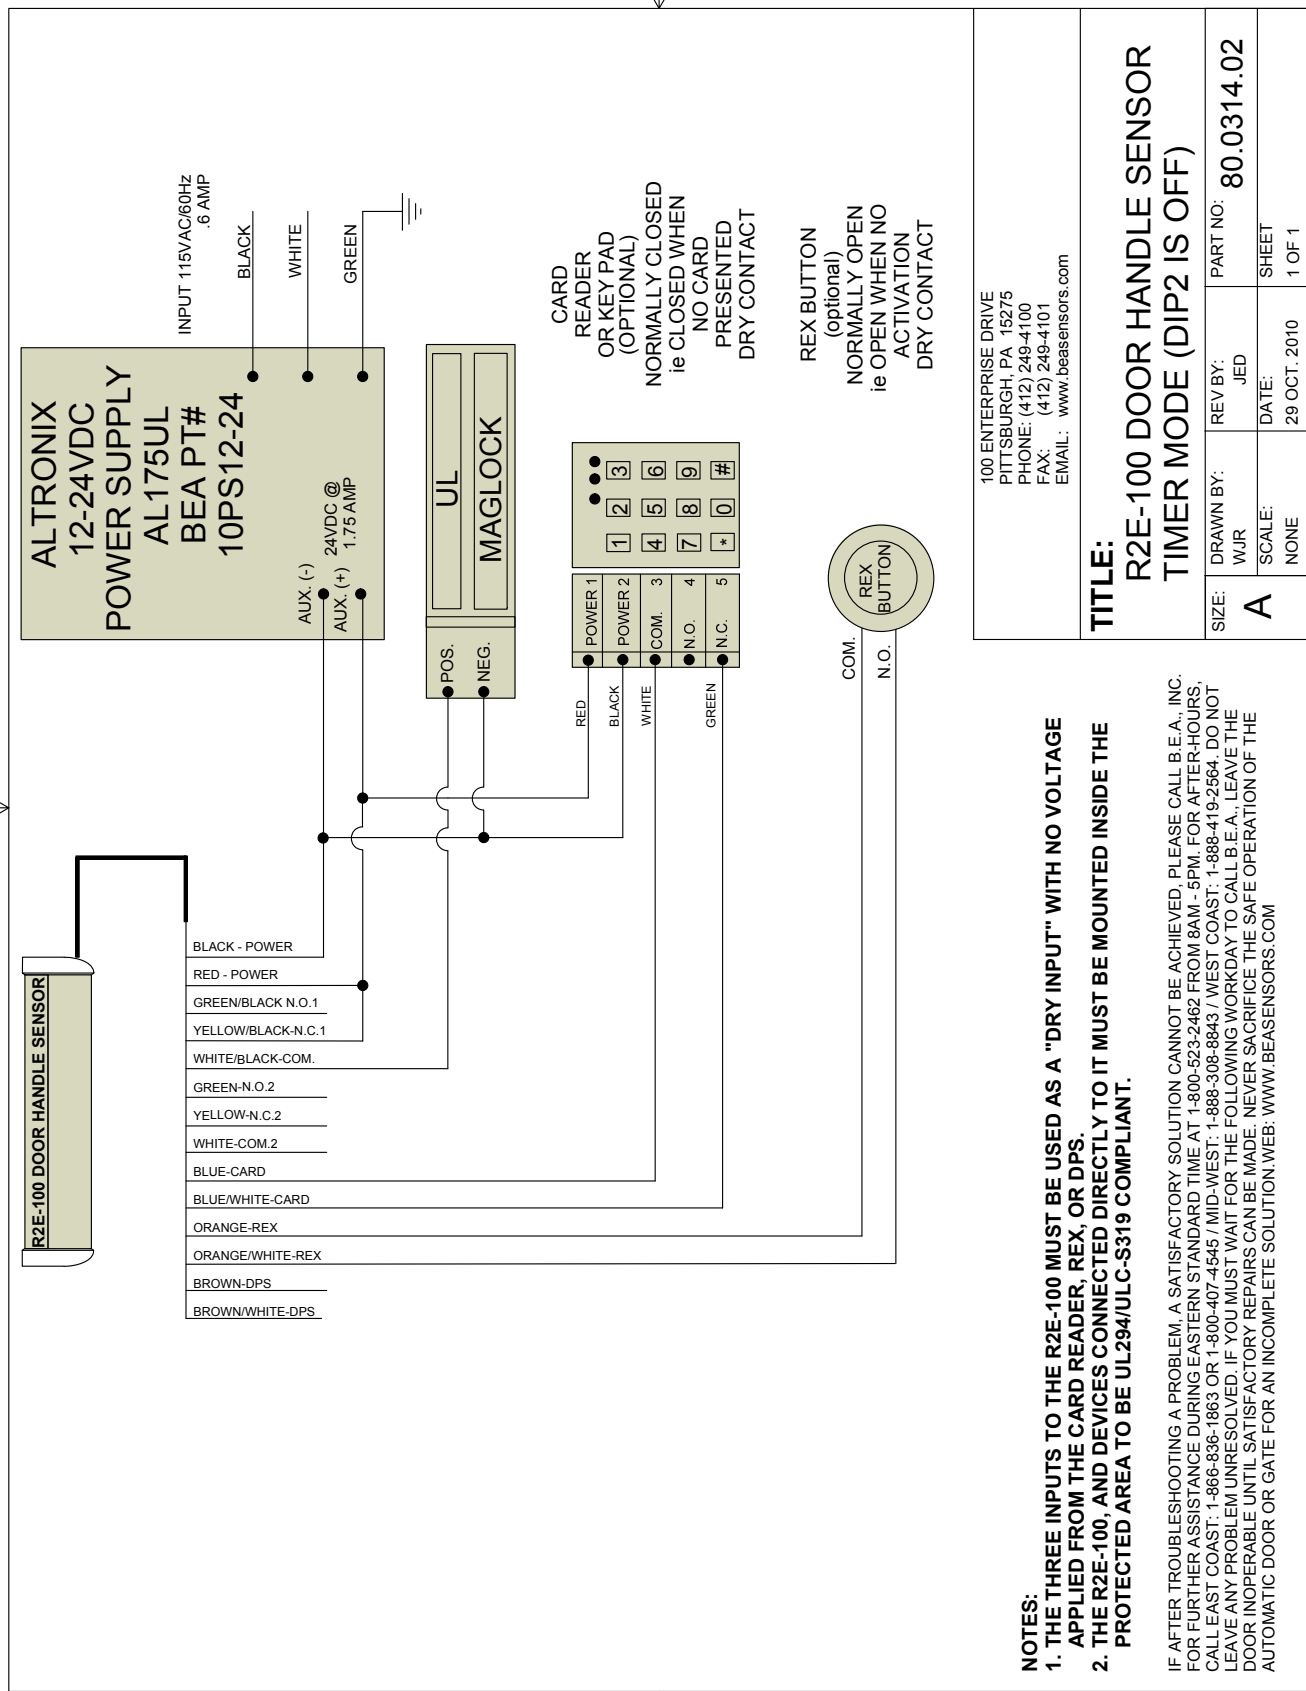 R2E-100 DOOR HANDLE SENSOR
BLACK - POWER
RED - POWER
GREEN/BLACK N.O.1
YELLOW/BLACK-N.C.1
WHITE/BLACK-COM.
GREEN-N.O.2
YELLOW-N.C.2
WHITE-COM.2
BLUE-CARD
BLUE/WHITE-CARD
ORANGE-REX
ORANGE/WHITE-REX
BROWN-DPS
BROWN/WHITE-DPS
ALTRONIX
12-24VDC
POWER SUPPLY
AL175UL
BEA PT#
10PS12-24
AUX. (-)
AUX. (+)
24VDC @
1.75 AMP
INPUT 115VAC/60Hz
.6 AMP
BLACK
WHITE
GREEN
POS.
NEG.
UL
MAGLOCK
RED
BLACK
WHITE
GREEN
POWER 1
POWER 2
COM. 3
N.O. 4
N.C. 5
1 2 3
4 5 6
7 8 9
* 0 #
CARD
READER
OR KEY PAD
(OPTIONAL)
NORMALLY CLOSED
ie CLOSED WHEN
NO CARD
PRESENTED
DRY CONTACT
COM.
N.O.
REX
BUTTON
REX BUTTON
(optional)
NORMALLY OPEN
ie OPEN WHEN NO
ACTIVATION
DRY CONTACT
NOTES:
1. THE THREE INPUTS TO THE R2E-100 MUST BE USED AS A "DRY INPUT" WITH NO VOLTAGE
APPLIED FROM THE CARD READER, REX, OR DPS.
2. THE R2E-100, AND DEVICES CONNECTED DIRECTLY TO IT MUST BE MOUNTED INSIDE THE
PROTECTED AREA TO BE UL294/ULC-S319 COMPLIANT.
IF AFTER TROUBLESHOOTING A PROBLEM, A SATISFACTORY SOLUTION CANNOT BE ACHIEVED, PLEASE CALL B.E.A., INC.
FOR FURTHER ASSISTANCE DURING EASTERN STANDARD TIME AT 1-800-523-2462 FROM 8AM - 5PM. FOR AFTER-HOURS,
CALL EAST COAST: 1-866-836-1863 OR 1-800-407-4545 / MID-WEST: 1-888-308-8843 / WEST COAST: 1-888-419-2564. DO NOT
LEAVE ANY PROBLEM UNRESOLVED. IF YOU MUST WAIT FOR THE FOLLOWING WORKDAY TO CALL B.E.A., LEAVE THE
DOOR INOPERABLE UNTIL SATISFACTORY REPAIRS CAN BE MADE. NEVER SACRIFICE THE SAFE OPERATION OF THE
AUTOMATIC DOOR OR GATE FOR AN INCOMPLETE SOLUTION.WEB: WWW.BEASENSORS.COM
100 ENTERPRISE DRIVE
PITTSBURGH, PA 15275
PHONE: (412) 249-4100
FAX: (412) 249-4101
EMAIL: www.beasensors.com
TITLE:
R2E-100 DOOR HANDLE SENSOR
TIMER MODE (DIP2 IS OFF)
SIZE:
A
DRAWN BY:
WJR
REV BY:
JED
PART NO:
80.0314.02
SCALE:
NONE
DATE:
29 OCT. 2010
SHEET
1 OF 1